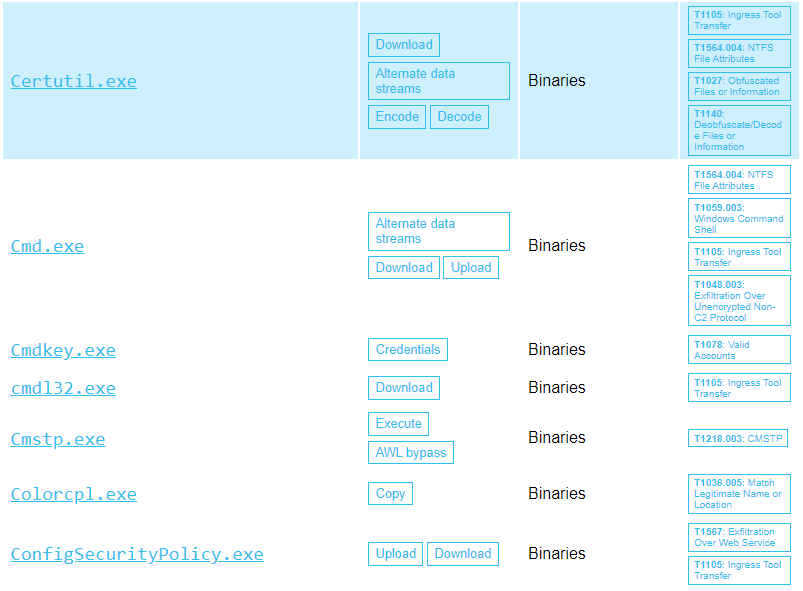 Certutil.exe
Download
Alternate data
streams
Encode Decode
Binaries
T1105: Ingress Tool
Transfer
T1564.004: NTFS
File Attributes
T1027: Obfuscated
Files or Information
T1140:
Deobfuscate/Decod
e Files or
Information
Cmd.exe
Alternate data
streams
Download Upload
Binaries
T1564.004: NTFS
File Attributes
T1059.003:
Windows Command
Shell
T1105: Ingress Tool
Transfer
T1048.003:
Exfiltration Over
Unencrypted Non-
C2 Protocol
Cmdkey.exe
Credentials
Binaries
T1078: Valid
Accounts
cmdl32.exe
Download
Binaries
T1105: Ingress Tool
Transfer
Cmstp.exe
Execute
AWL bypass
Binaries
T1218.003: CMSTP
Colorcpl.exe
Copy
Binaries
T1036.005: Match
Legitimate Name or
Location
ConfigSecurityPolicy.exe
Upload Download
Binaries
T1567: Exfiltration
Over Web Service
T1105: Ingress Tool
Transfer